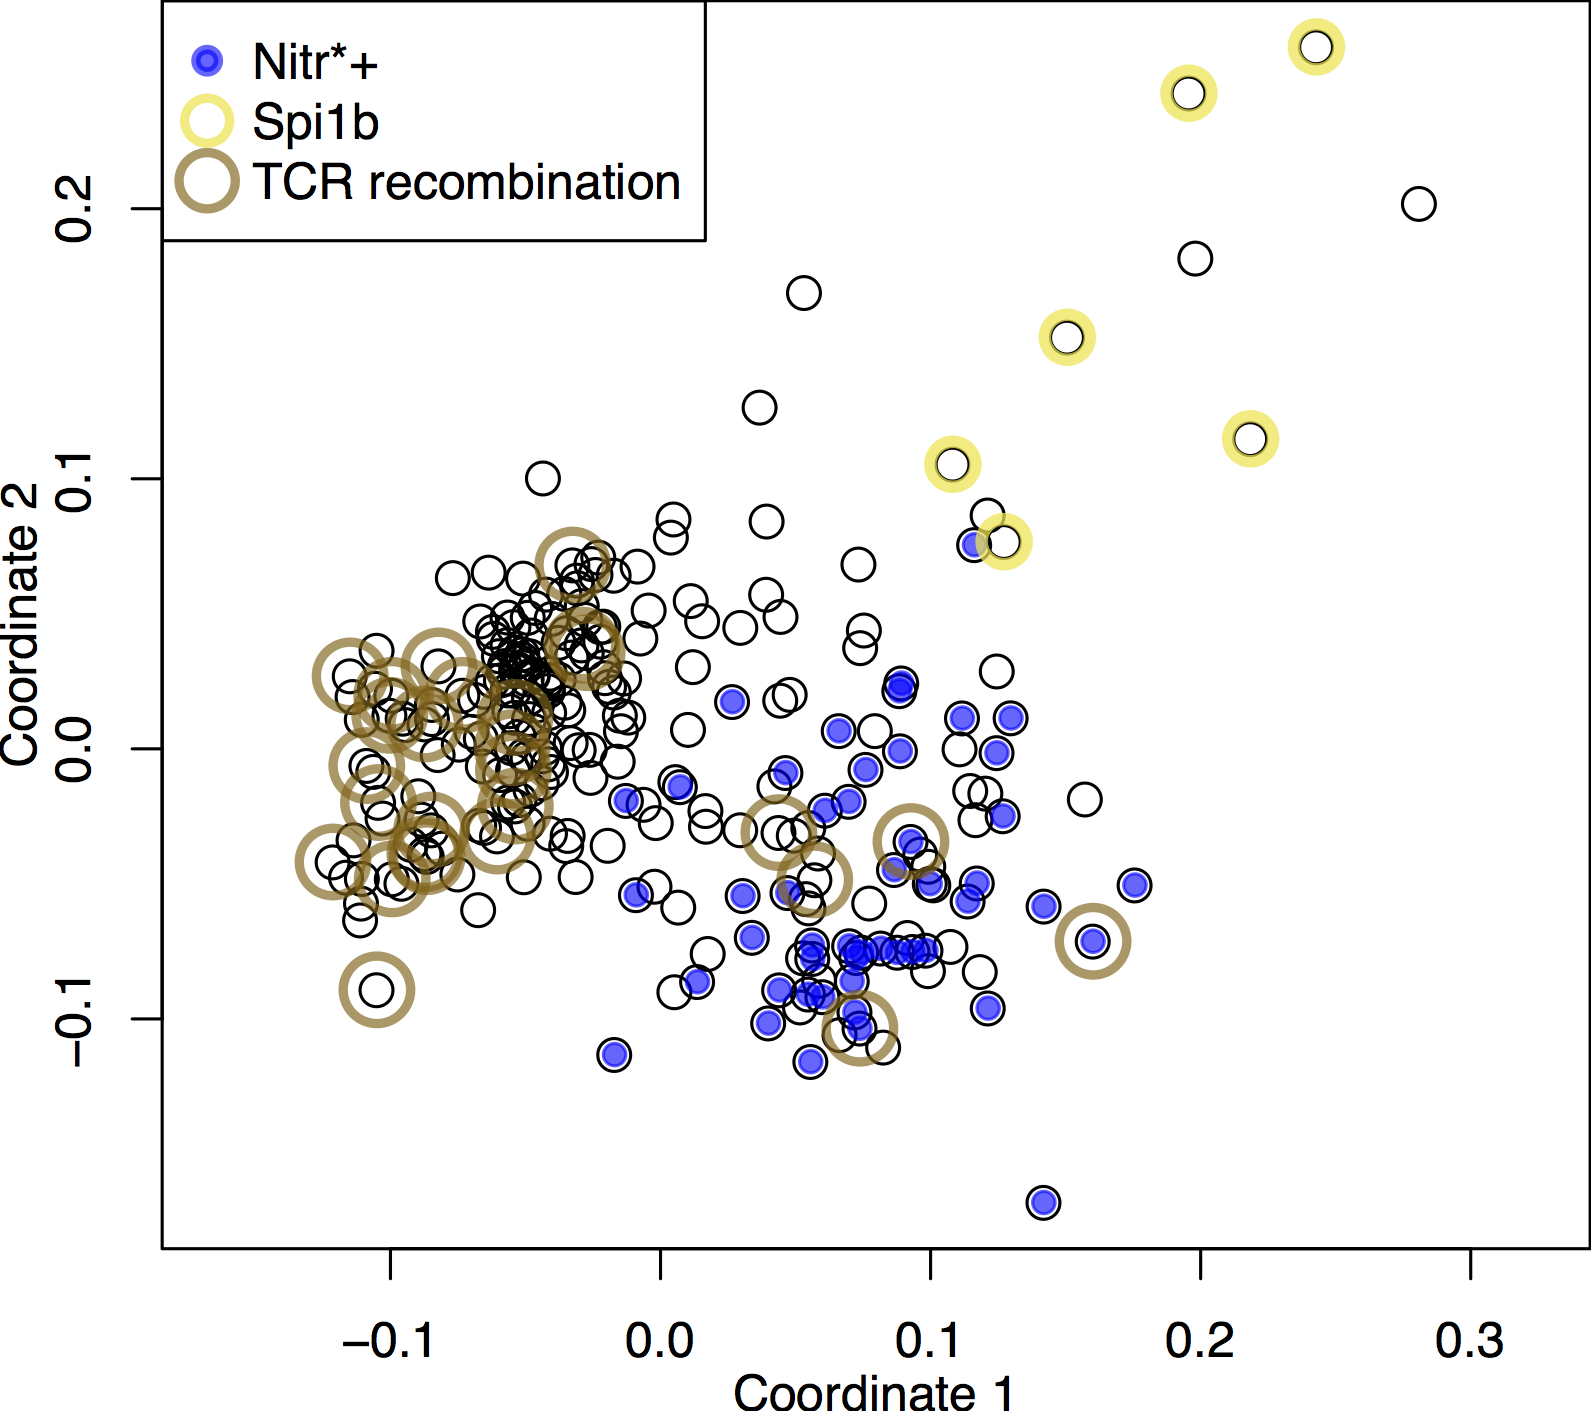 Nitr*+
Spi1b
TCR recombination
Coordinate 2
0.2
0.1
0.0
−0.1
−0.1
0.0
0.1
0.2
0.3
Coordinate 1